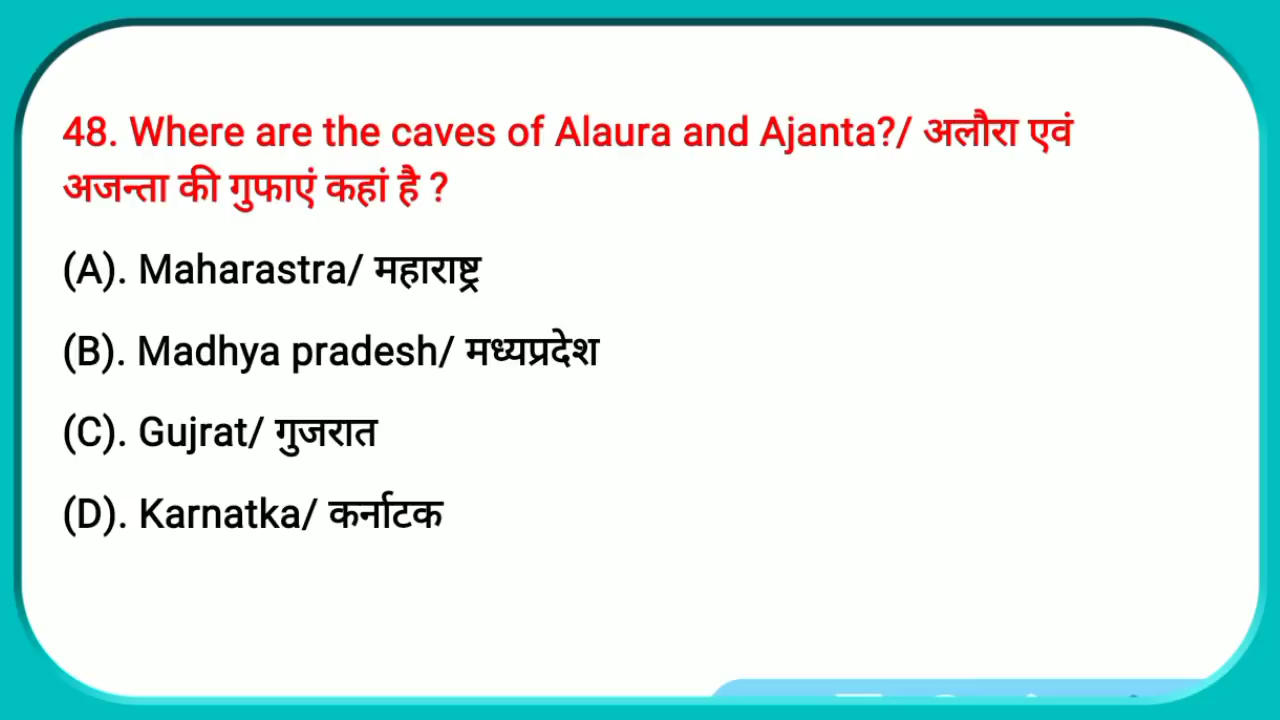 48. Where are the caves of Alaura and Ajanta?/ अलौरा एवं
अजन्ता की गुफाएं कहां है ?
(A). Maharastra/ महाराष्ट्र
(B). Madhya pradesh/ मध्यप्रदेश
(C). Gujrat/ गुजरात
(D). Karnatka/ कर्नाटक